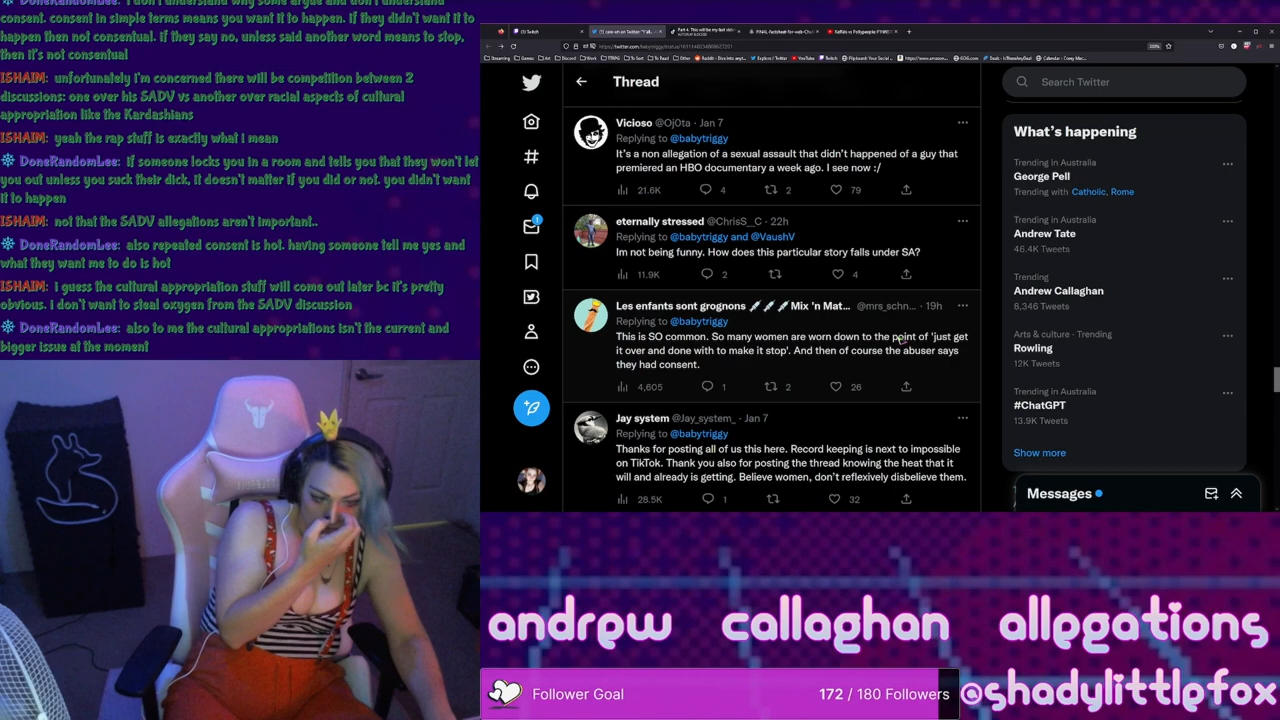 DoneRandomLee: i don't understand why some argue and don't understand
consent. consent in simple terms means you want it to happen. if they didn't want it to
happen then not consentual. if they say no, unless said another word means to stop,
then it's not consentual
ISHAIM: unfortunately i'm concerned there will be competition between 2
discussions: one over his SADV vs another over racial aspects of cultural
appropriation like the Kardashians
ISHAIM: yeah the rap stuff is exactly what i mean
DoneRandomLee: if someone locks you in a room and tells you that they won't let
you out unless you suck their dick, it doesn't matter if you did or not. you didn't want
it to happen
ISHAIM: not that the SADV allegations aren't important..
DoneRandomLee: also repeated consent is hot. having someone tell me yes and
what they want me to do is hot
ISHAIM: i guess the cultural appropriation stuff will come out later bc it's pretty
obvious. i don't want to steal oxygen from the SADV discussion
DoneRandomLee: also to me the cultural appropriations isn't the current and
bigger issue at the moment
Thread
Vicioso @Oj0ta · Jan 7
Replying to @babytriggy
It's a non allegation of a sexual assault that didn't happened of a guy that
premiered an HBO documentary a week ago. I see now :/
21.6K 4 2 79
eternally stressed @ChrisS__C · 22h
Replying to @babytriggy and @VaushV
Im not being funny. How does this particular story falls under SA?
11.9K 2 4
Les enfants sont grognons Mix 'n Mat... @mrs_schn... · 19h
Replying to @babytriggy
This is SO common. So many women are worn down to the point of 'just get
it over and done with to make it stop'. And then of course the abuser says
they had consent.
4,605 1 2 26
Jay system @Jay_system_ · Jan 7
Replying to @babytriggy
Thanks for posting all of us this here. Record keeping is next to impossible
on TikTok. Thank you also for posting the thread knowing the heat that it
will and already is getting. Believe women, don't reflexively disbelieve them.
28.5K 1 32
Search Twitter
What's happening
Trending in Australia
George Pell
Trending with Catholic, Rome
Trending in Australia
Andrew Tate
46.4K Tweets
Trending
Andrew Callaghan
6,346 Tweets
Arts & culture · Trending
Rowling
12K Tweets
Trending in Australia
#ChatGPT
13.9K Tweets
Show more
Messages
andrew callaghan allegations
Follower Goal 172 / 180 Followers
@shadylittlefox